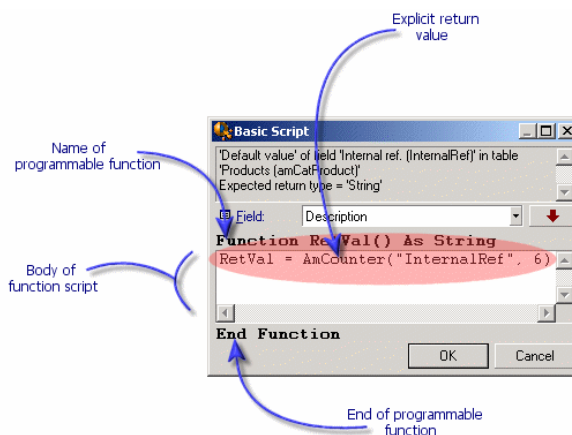 Explicit return
value
Basic Script
Name of
programmable function
'Default value' of field 'Internal ref. (InternalRef)' in table
'Products (amCatProduct)'
Expected return type = 'String'
Field:
Description
Function RetVal() As String
RetVal = AmCounter("InternalRef", 6)
Body of
function script
End Function
OK
Cancel
End of programmable
function